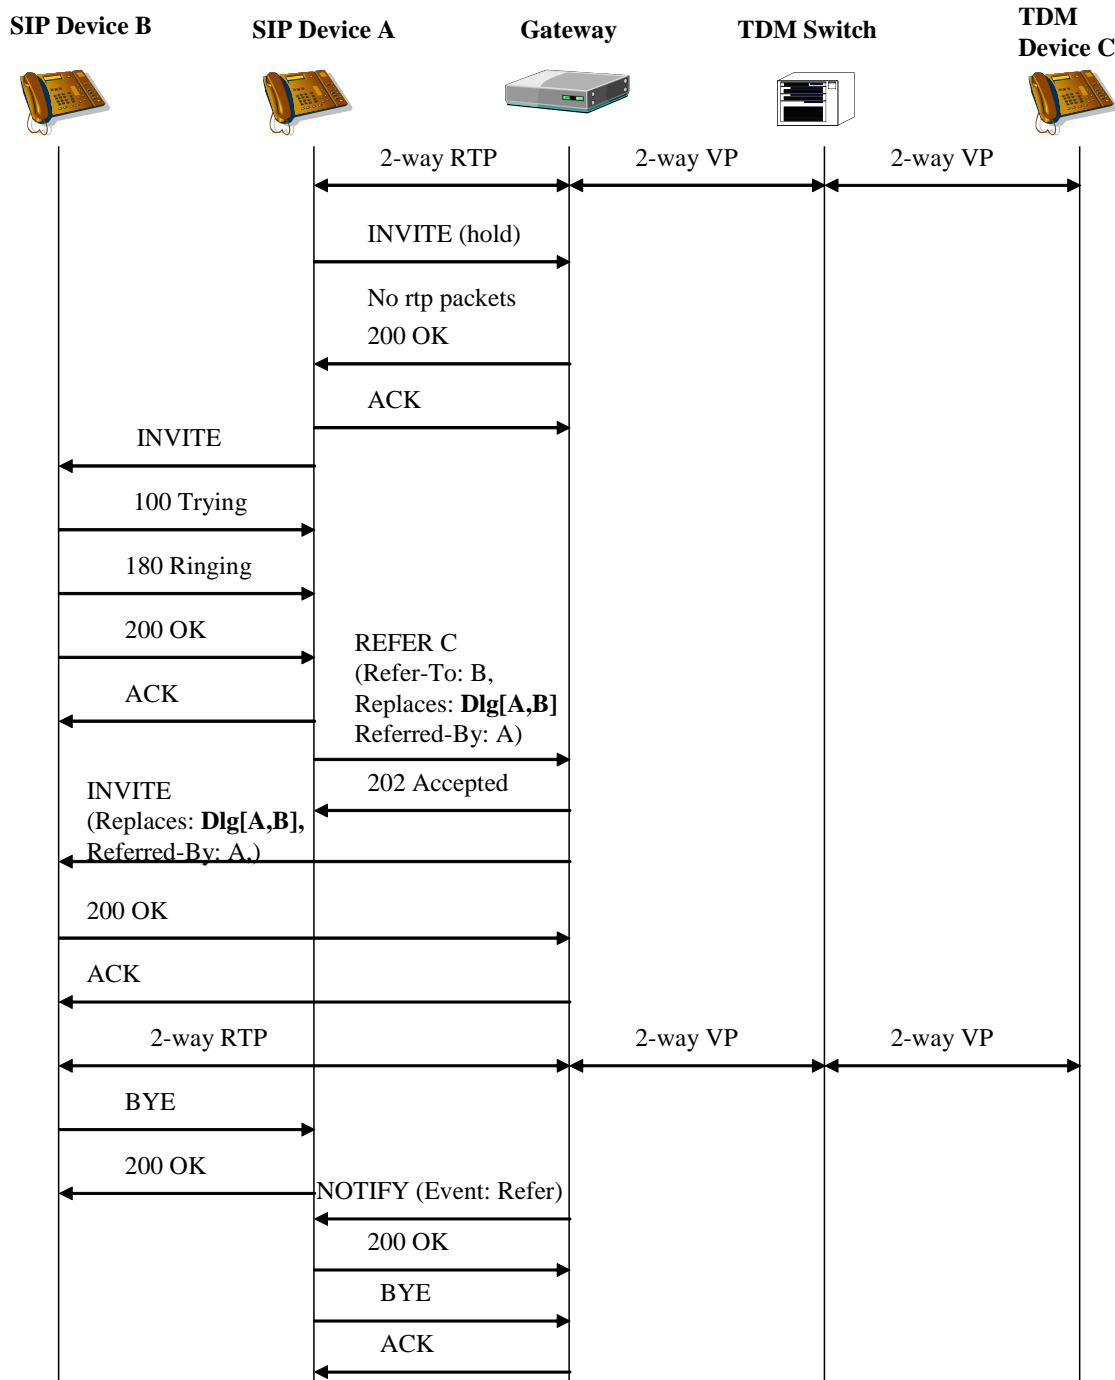 SIP Device B
SIP Device A
Gateway
TDM Switch
TDM
Device C
2-way RTP
2-way VP
2-way VP
INVITE (hold)
No rtp packets
200 OK
ACK
INVITE
100 Trying
180 Ringing
200 OK
ACK
REFER C
(Refer-To: B,
Replaces: Dlg[A,B]
Referred-By: A)
202 Accepted
INVITE
(Replaces: Dlg[A,B],
Referred-By: A,)
200 OK
ACK
2-way RTP
2-way VP
2-way VP
BYE
200 OK
NOTIFY (Event: Refer)
200 OK
BYE
ACK